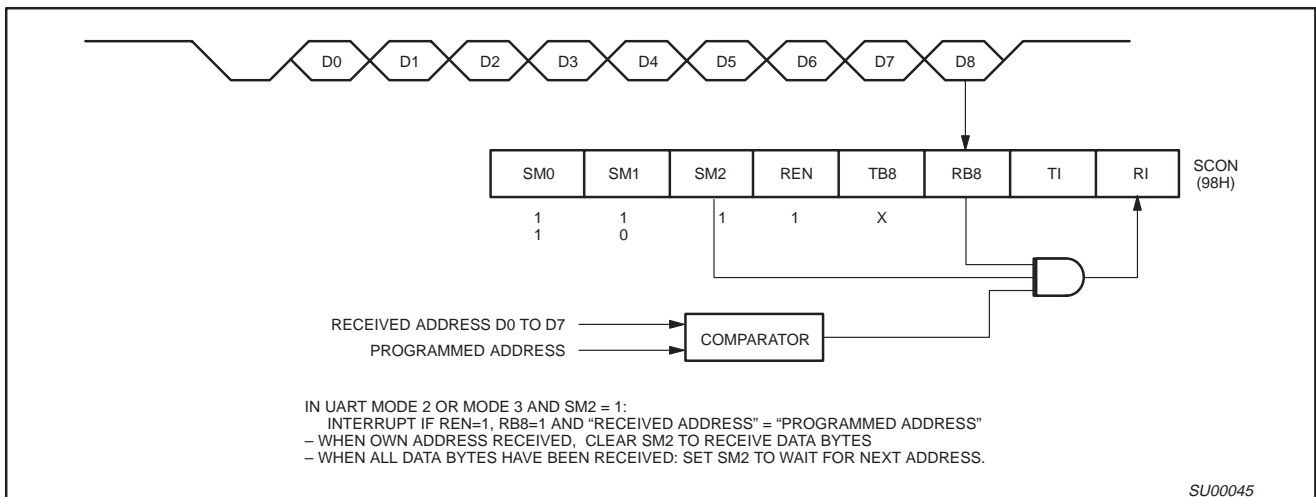 D0 D1 D2 D3 D4 D5 D6 D7 D8
SM0 SM1 SM2 REN TB8 RB8 TI RI
SCON
(98H)
1 1 1 1 X
1 0
RECEIVED ADDRESS D0 TO D7
PROGRAMMED ADDRESS
COMPARATOR
IN UART MODE 2 OR MODE 3 AND SM2 = 1:
INTERRUPT IF REN=1, RB8=1 AND “RECEIVED ADDRESS” = “PROGRAMMED ADDRESS”
– WHEN OWN ADDRESS RECEIVED, CLEAR SM2 TO RECEIVE DATA BYTES
– WHEN ALL DATA BYTES HAVE BEEN RECEIVED: SET SM2 TO WAIT FOR NEXT ADDRESS.
SU00045